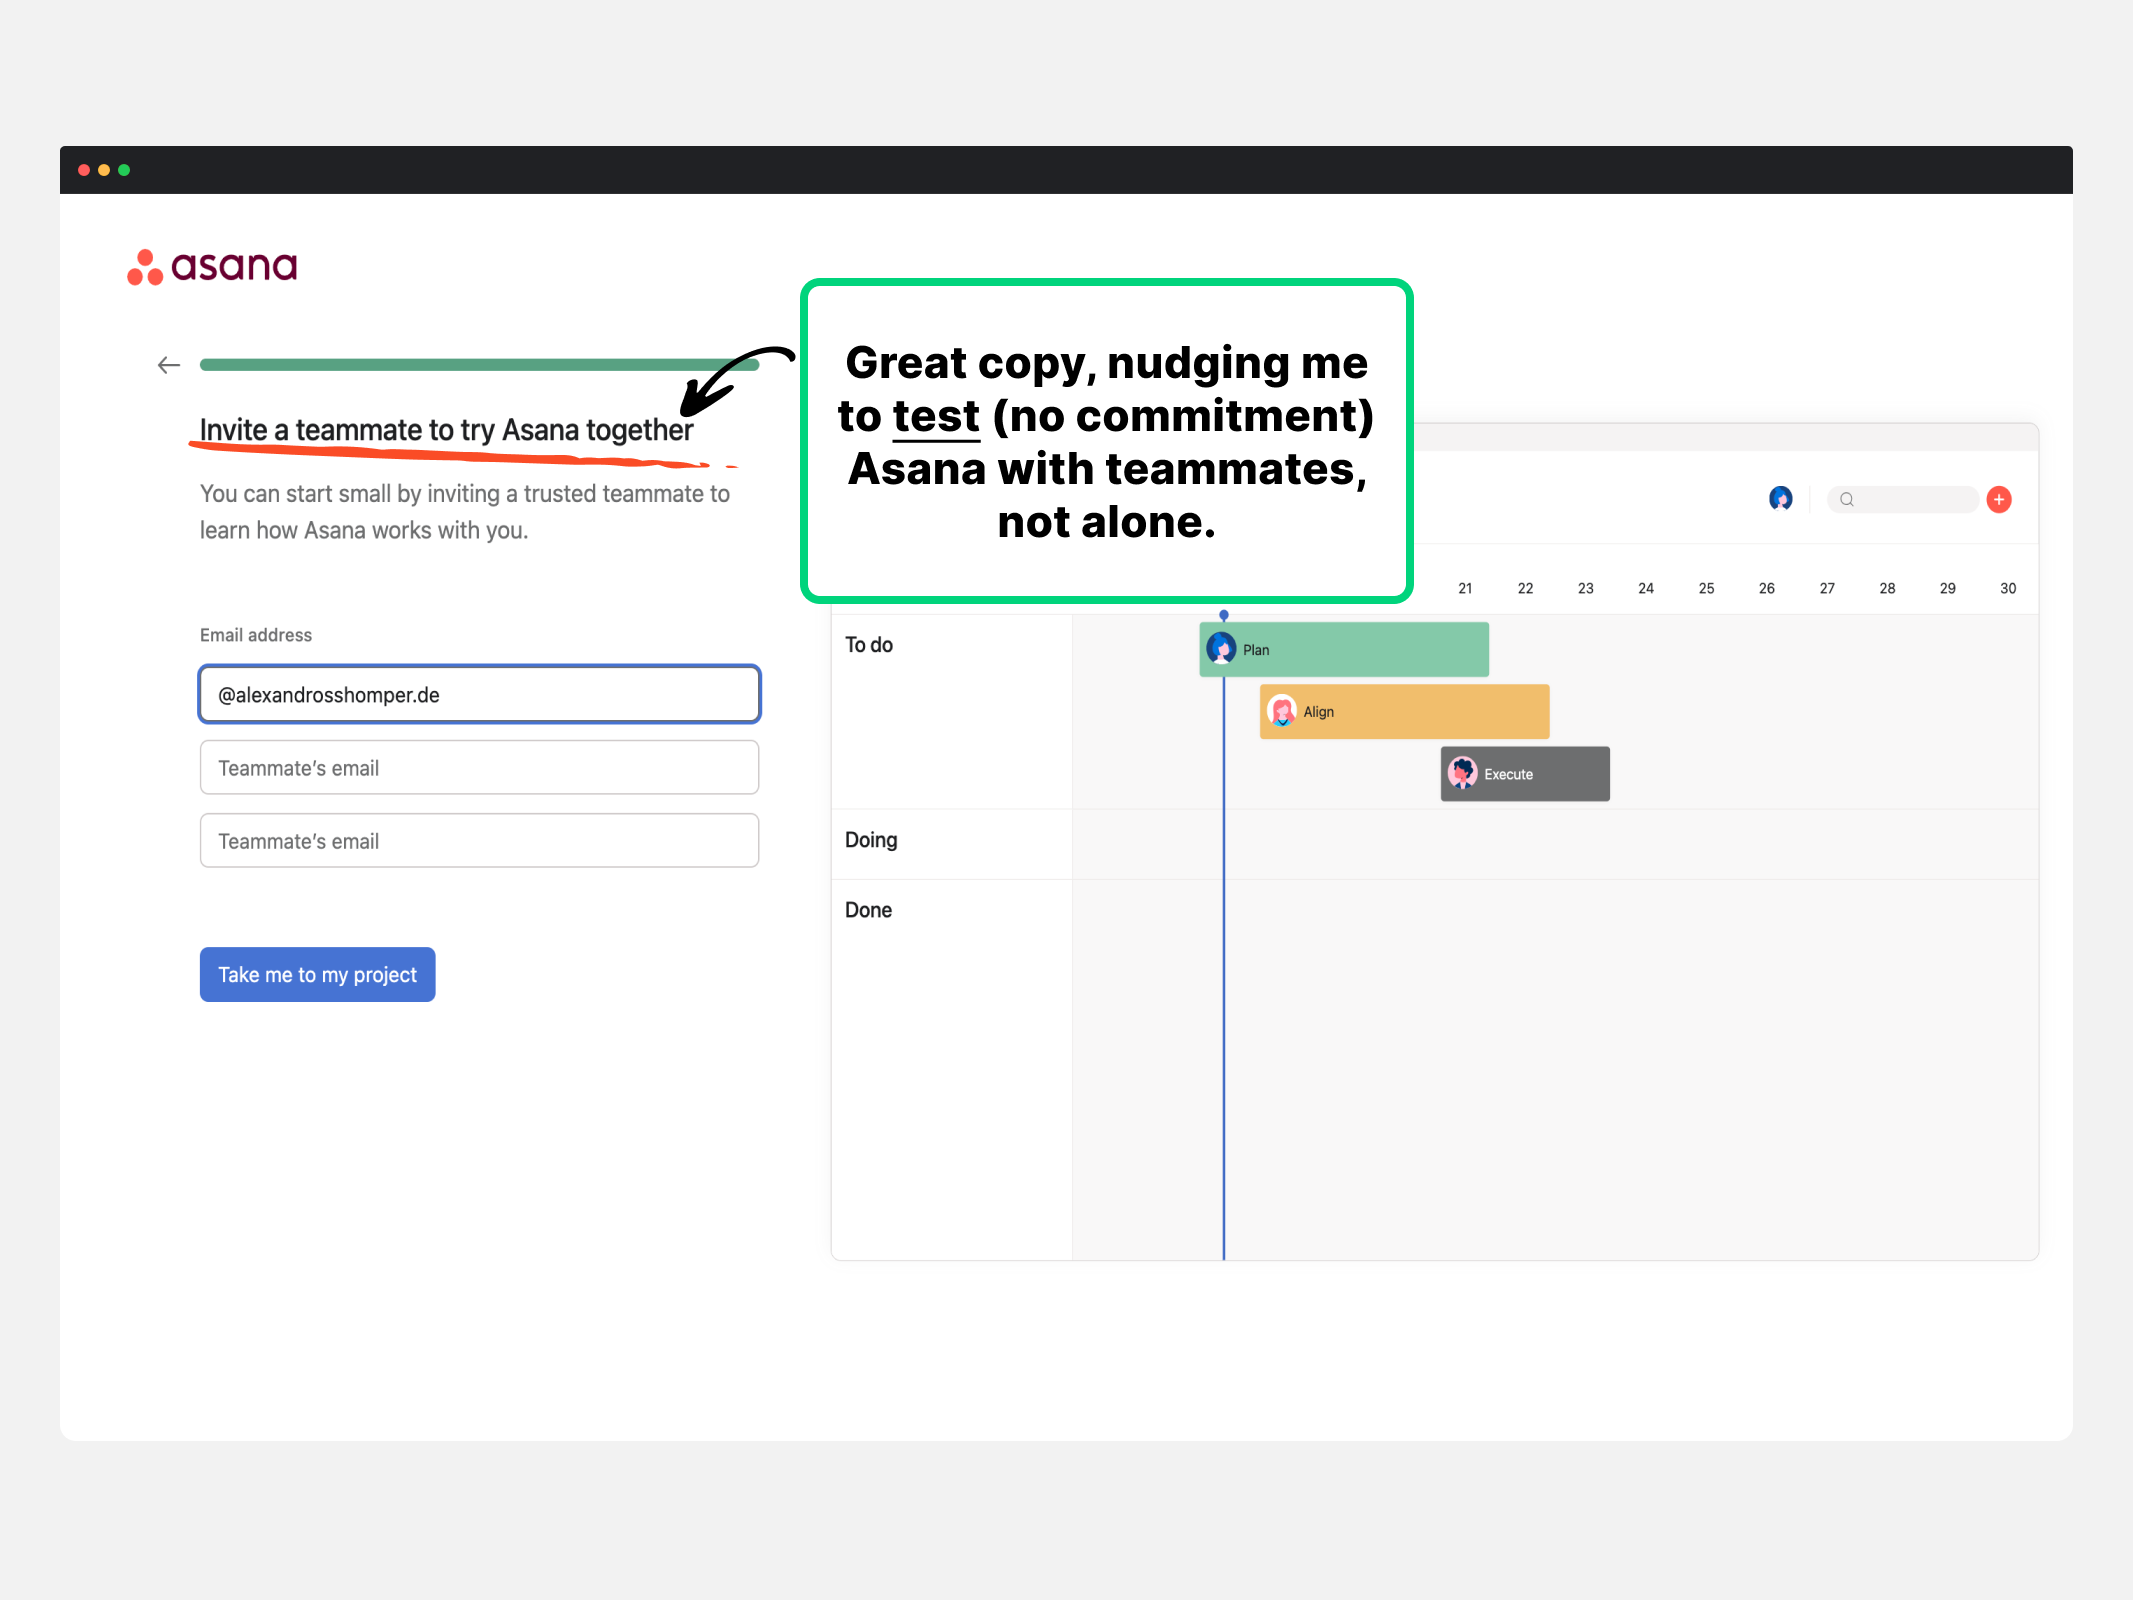 asana
Invite a teammate to try Asana together
You can start small by inviting a trusted teammate to
learn how Asana works with you.
Email address
@alexandrosshomper.de
Teammate’s email
Teammate’s email
Take me to my project
Great copy, nudging me
to test (no commitment)
Asana with teammates,
not alone.
21 22 23 24 25 26 27 28 29 30
To do
Plan
Align
Execute
Doing
Done